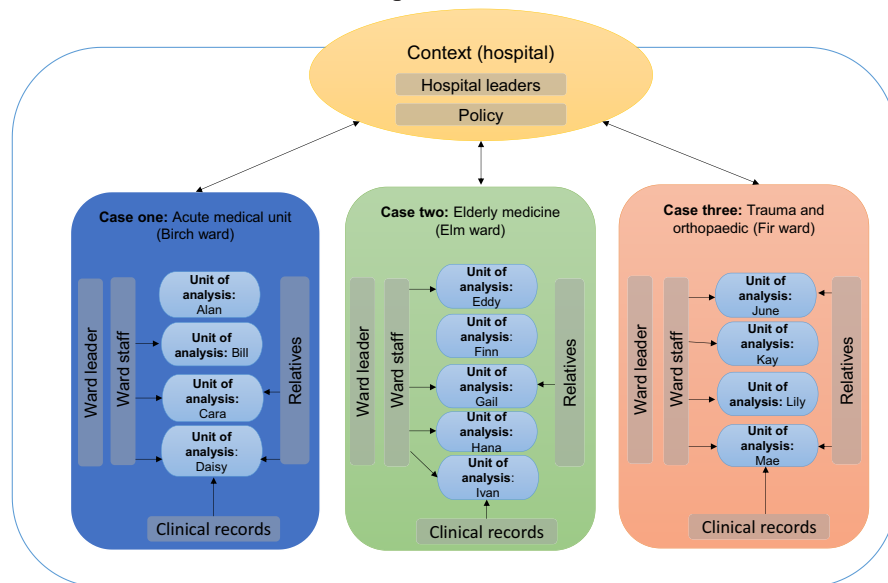 Context (hospital)
Hospital leaders
Policy
Case one: Acute medical unit
(Birch ward)
Ward leader
Ward staff
Unit of
analysis:
Alan
Unit of
analysis: Bill
Unit of
analysis:
Cara
Unit of
analysis:
Daisy
Relatives
Clinical records
Case two: Elderly medicine
(Elm ward)
Ward leader
Ward staff
Unit of
analysis:
Eddy
Unit of
analysis:
Finn
Unit of
analysis:
Gail
Unit of
analysis:
Hana
Unit of
analysis:
Ivan
Relatives
Clinical records
Case three: Trauma and
orthopaedic (Fir ward)
Ward leader
Ward staff
Unit of
analysis:
June
Unit of
analysis:
Kay
Unit of
analysis: Lily
Unit of
analysis:
Mae
Relatives
Clinical records